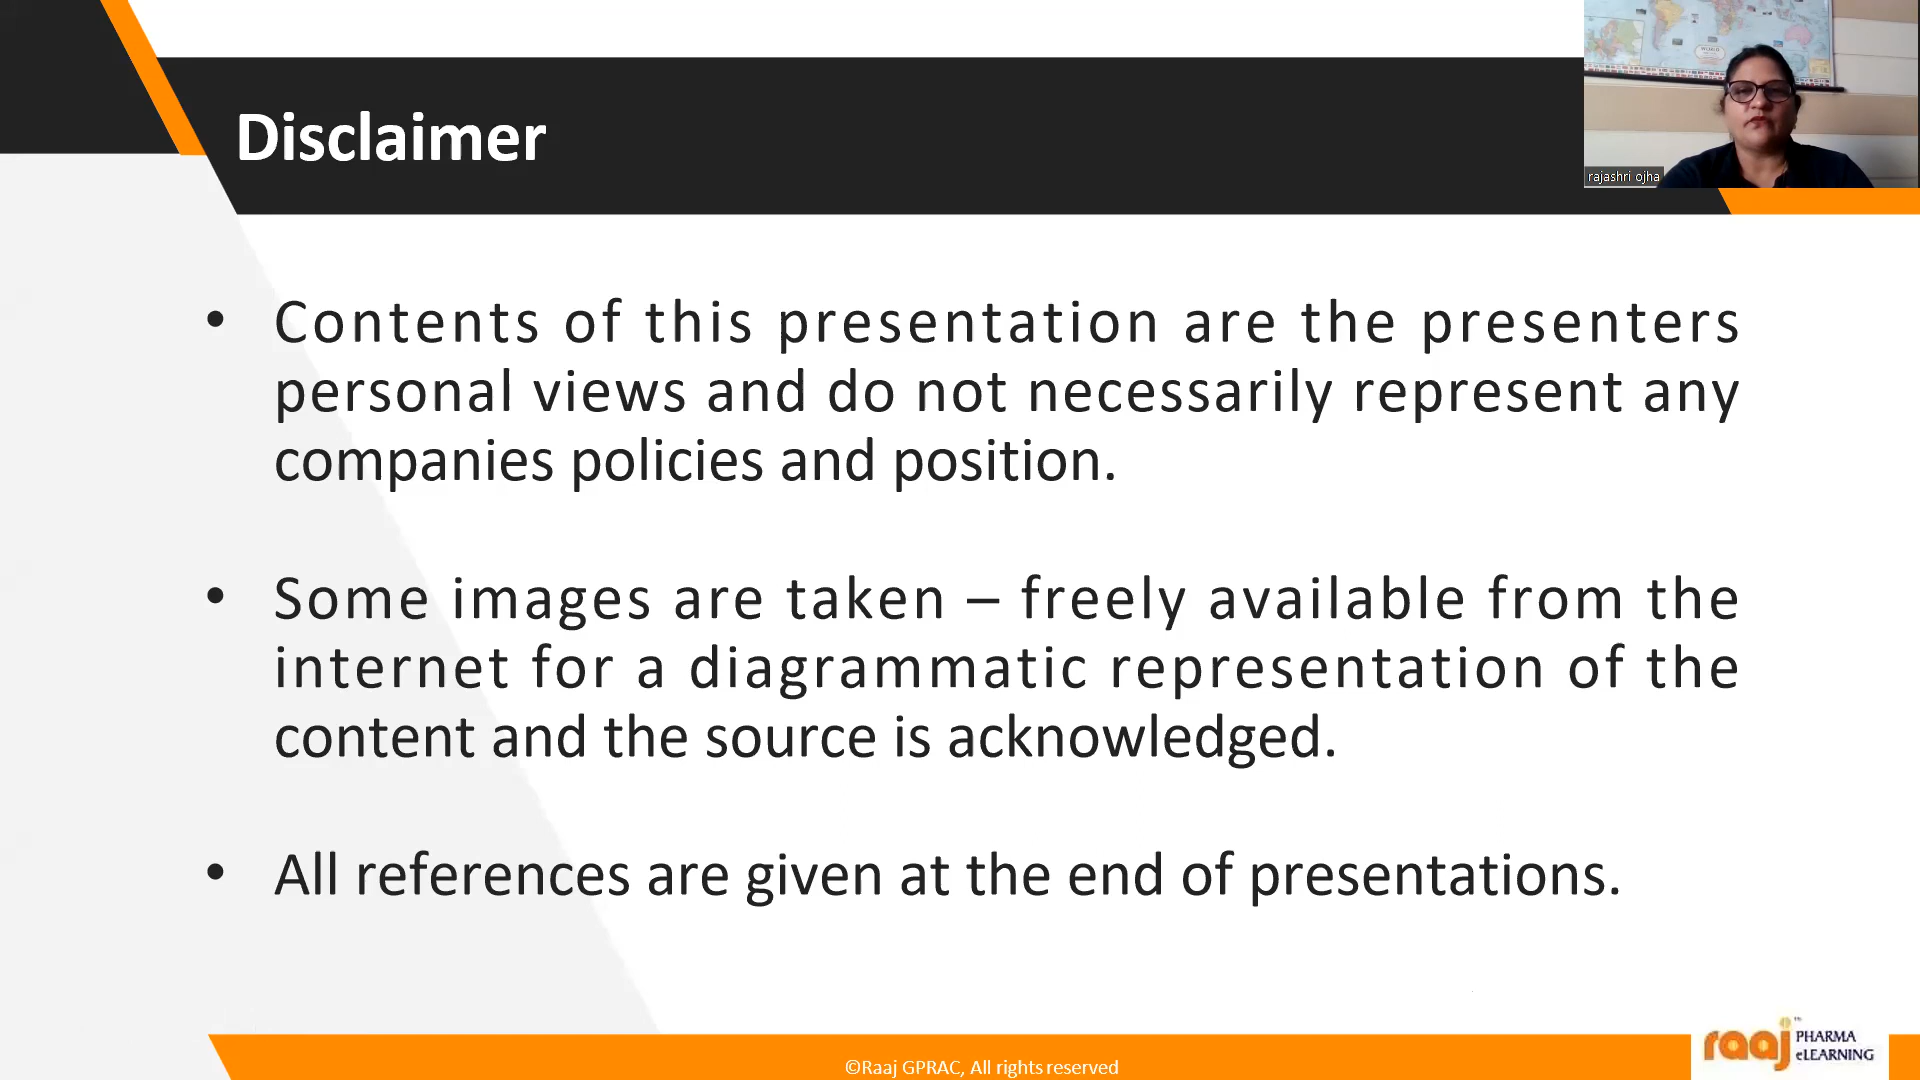 Disclaimer
rajashri ojha
• Contents of this presentation are the presenters
personal views and do not necessarily represent any
companies policies and position.
• Some images are taken – freely available from the
internet for a diagrammatic representation of the
content and the source is acknowledged.
• All references are given at the end of presentations.
©Raaj GPRAC, All rights reserved
raaj™ PHARMA
eLEARNING